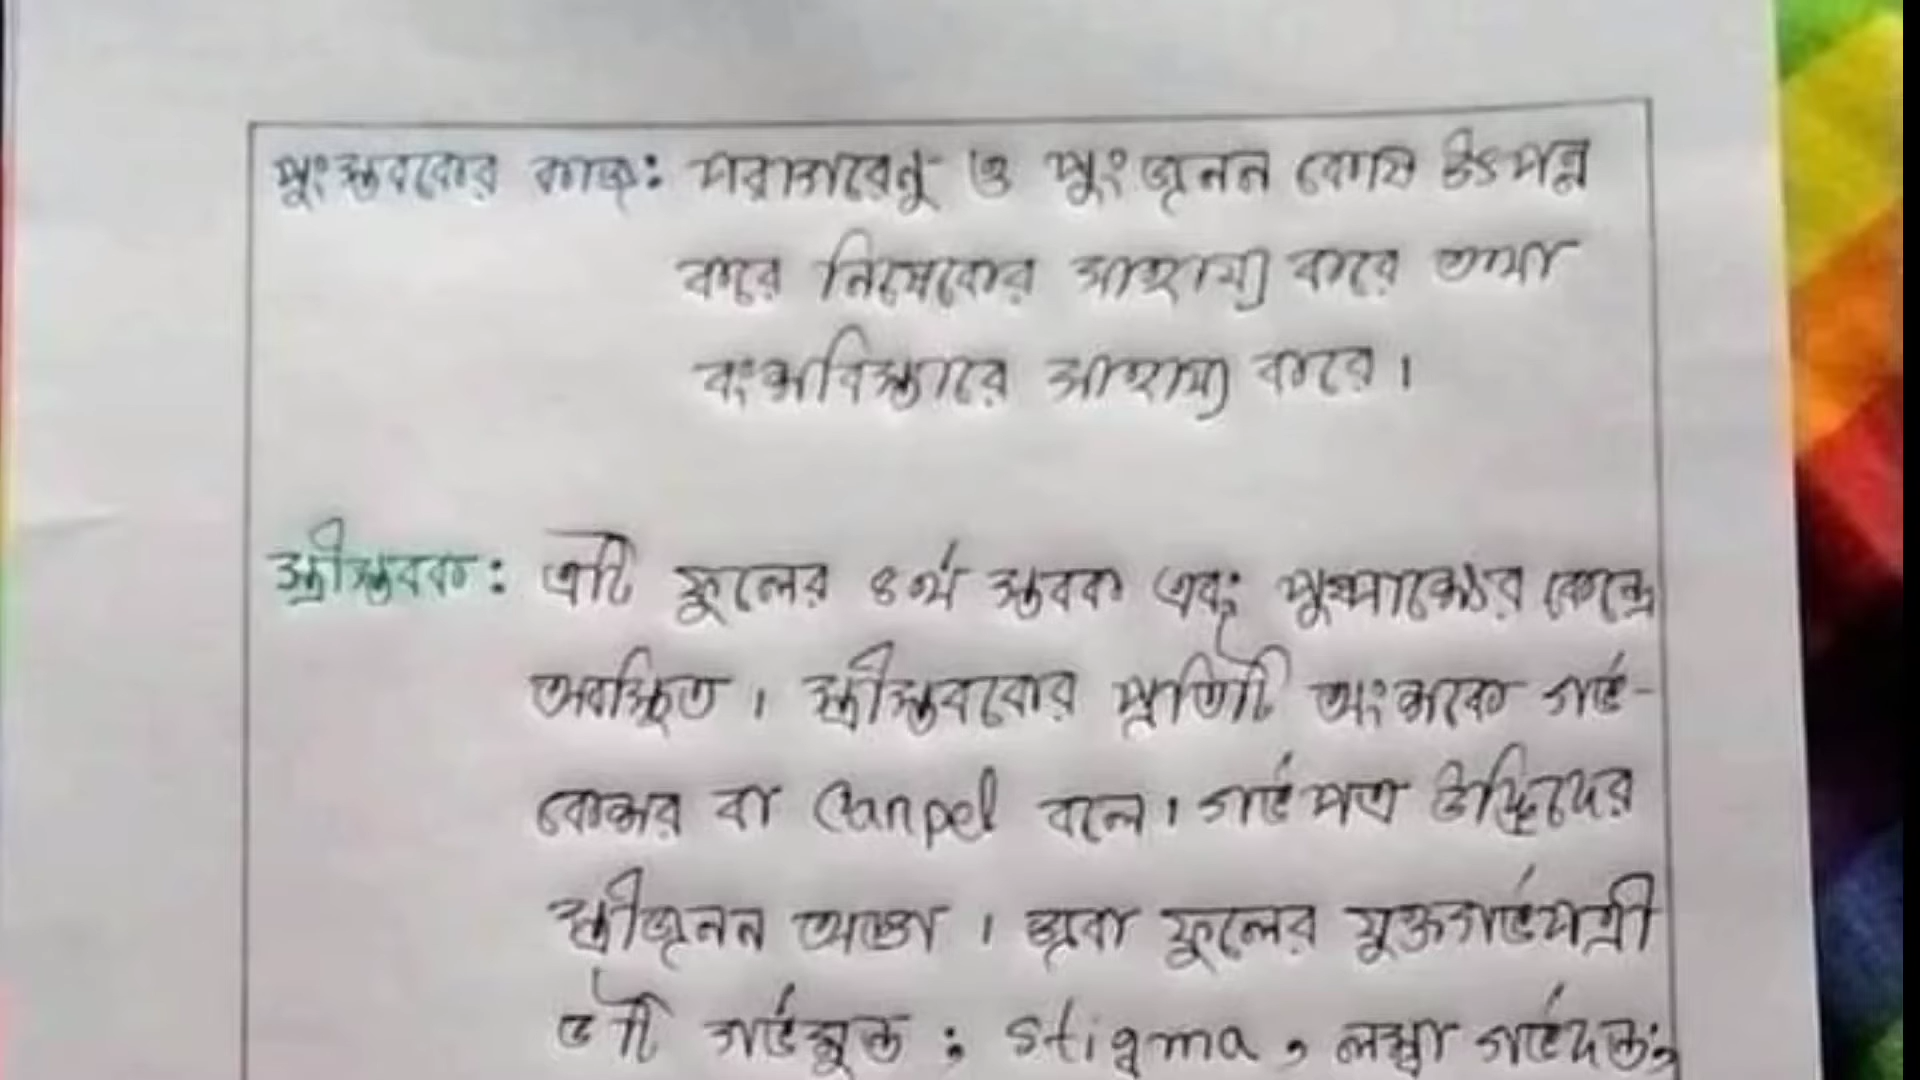 পুংস্তবকের কাজ: পরাগরেনু ও পুংজনন কোষ উৎপন্ন
করে নিষেকের সাহায্য করে তথা
বংশবিস্তারে সাহায্য করে।
স্ত্রীস্তবক: এটি ফুলের ৪র্থ স্তবক এবং পুষ্পাক্ষের কেন্দ্রে
অবস্থিত। স্ত্রীস্তবকের প্রতিটি অংশকে গর্ভ-
কেশর বা Carpel বলে। গর্ভপত্র উদ্ভিদের
স্ত্রীজনন অঙ্গ। জবা ফুলের যুক্তগর্ভপত্রী
৫টি গর্ভমুন্ড: Stigma, লম্বা গর্ভদন্ড;